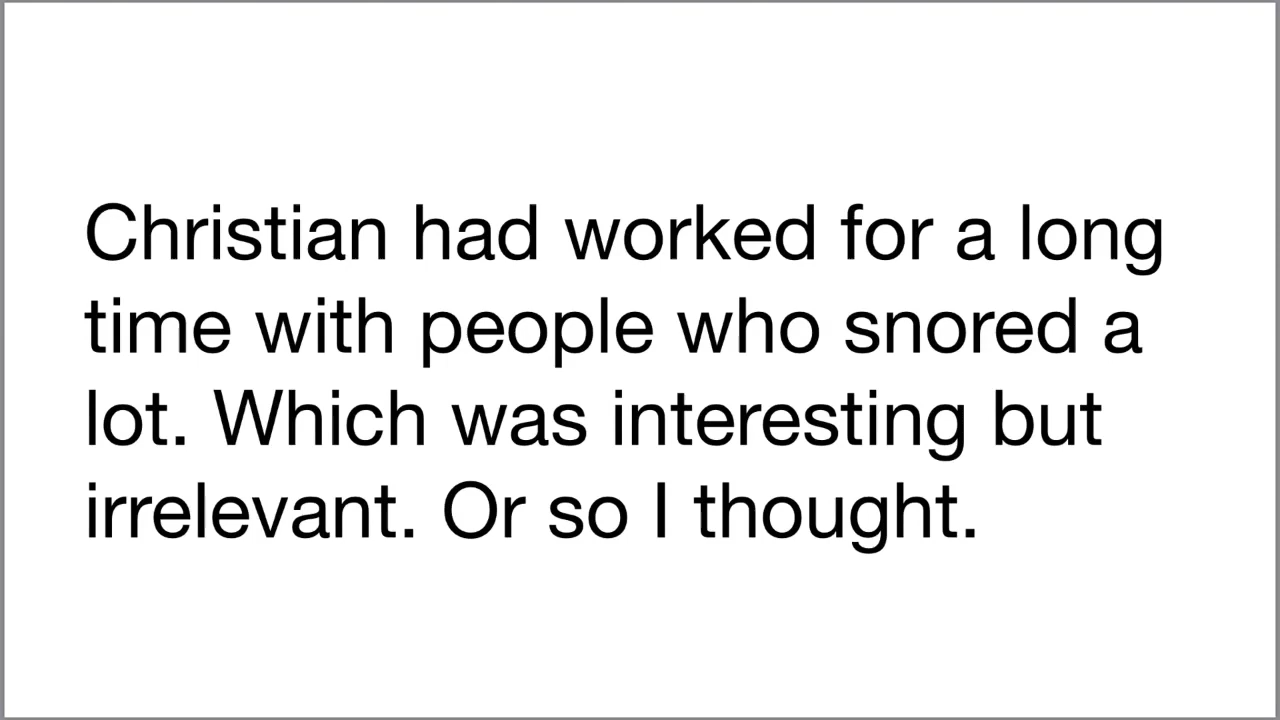 Christian had worked for a long
time with people who snored a
lot. Which was interesting but
irrelevant. Or so I thought.